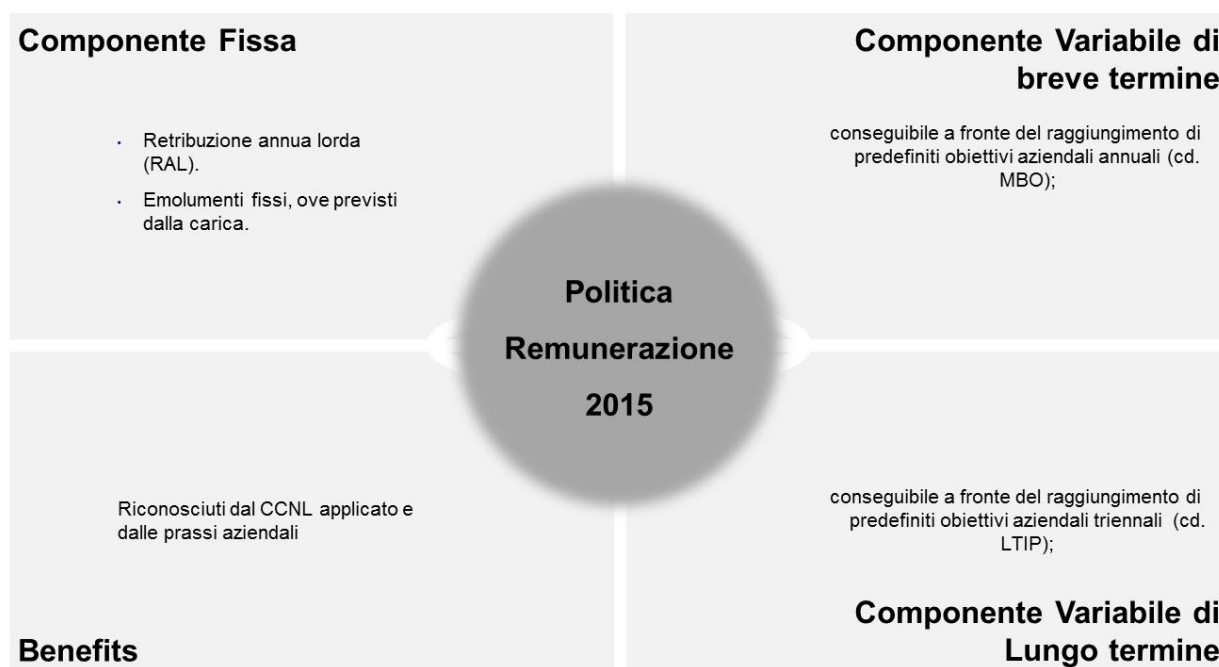 Componente Fissa
• Retribuzione annua lorda
(RAL).
• Emolumenti fissi, ove previsti
dalla carica.
Componente Variabile di
breve termine
conseguibile a fronte del raggiungimento di
predefiniti obiettivi aziendali annuali (cd.
MBO);
Politica
Remunerazione
2015
Riconosciuti dal CCNL applicato e
dalle prassi aziendali
Benefits
conseguibile a fronte del raggiungimento di
predefiniti obiettivi aziendali triennali (cd.
LTIP);
Componente Variabile di
Lungo termine